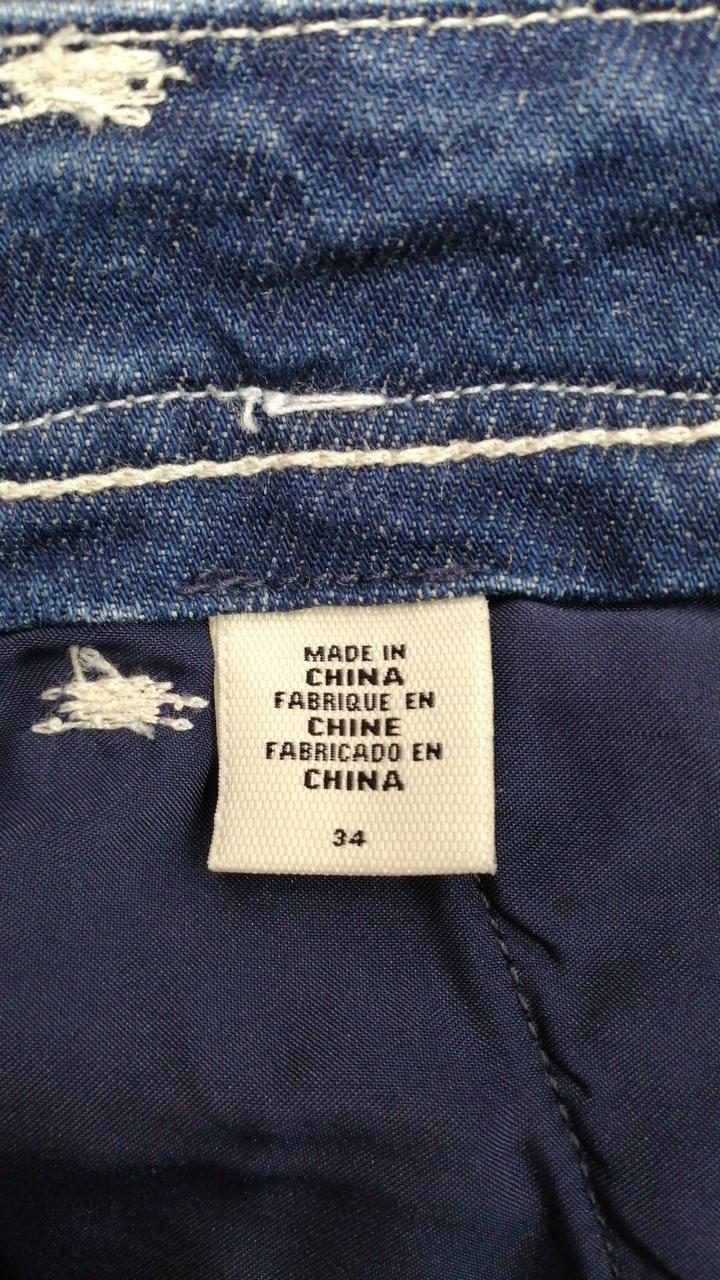 MADE IN
CHINA
FABRIQUE EN
CHINE
FABRICADO EN
CHINA
34